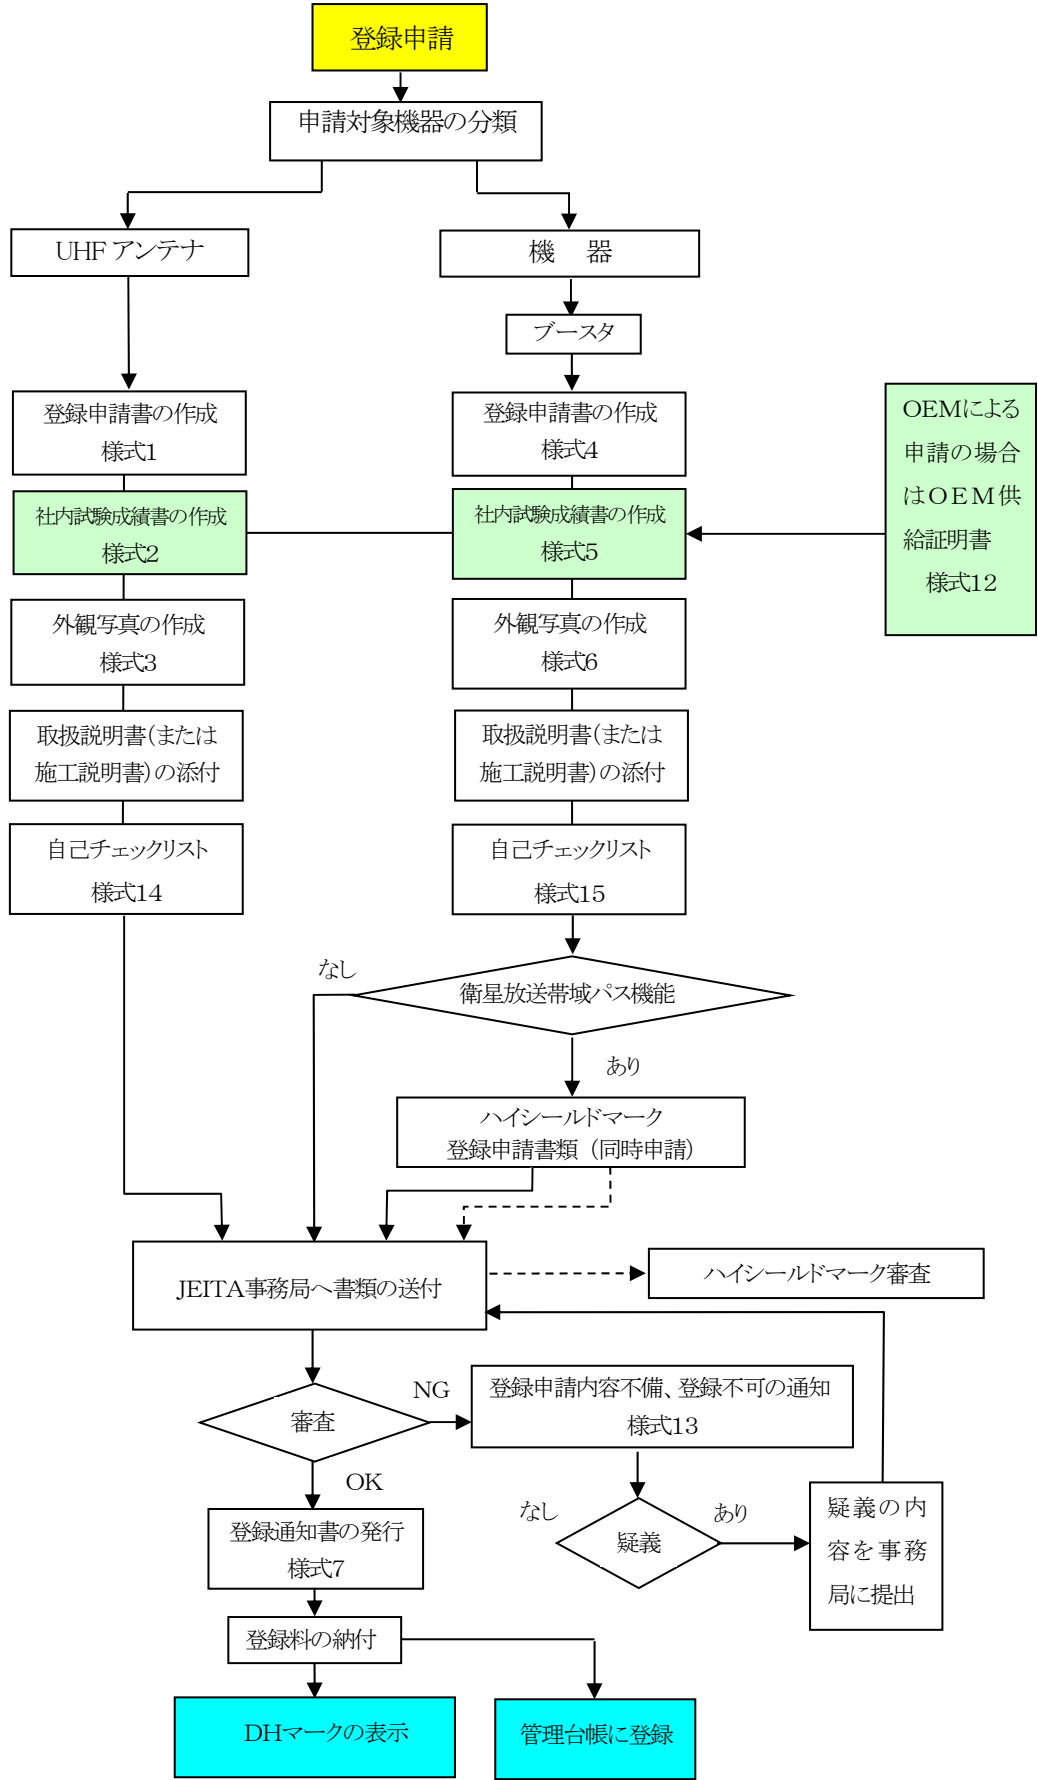 登録申請
申請対象機器の分類
UHFアンテナ
機　器
ブースタ
登録申請書の作成
様式1
登録申請書の作成
様式4
OEMによる
申請の場合
はＯＥＭ供
給証明書
様式12
社内試験成績書の作成
様式2
社内試験成績書の作成
様式5
外観写真の作成
様式3
外観写真の作成
様式6
取扱説明書（または
施工説明書）の添付
取扱説明書（または
施工説明書）の添付
自己チェックリスト
様式14
自己チェックリスト
様式15
なし
衛星放送帯域パス機能
あり
ハイシールドマーク
登録申請書類（同時申請）
JEITA事務局へ書類の送付
ハイシールドマーク審査
審査
NG
登録申請内容不備、登録不可の通知
様式13
OK
なし
疑義
あり
疑義の内
容を事務
局に提出
登録通知書の発行
様式7
登録料の納付
DHマークの表示
管理台帳に登録